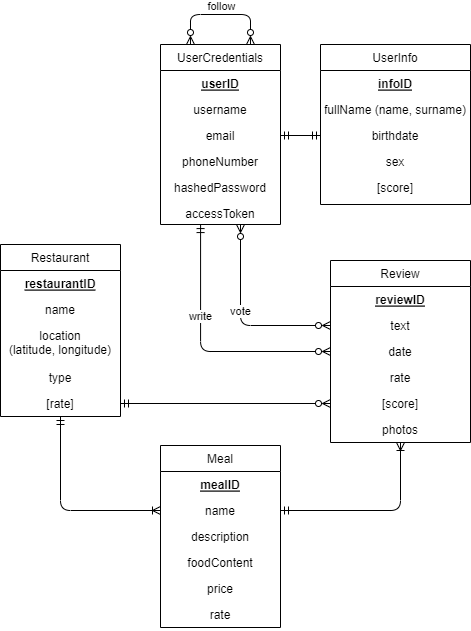 follow
UserCredentials
userID
username
email
phoneNumber
hashedPassword
accessToken
UserInfo
infoID
fullName (name, surname)
birthdate
sex
[score]
write
vote
Restaurant
restaurantID
name
location
(latitude, longitude)
type
[rate]
Review
reviewID
text
date
rate
[score]
photos
Meal
mealID
name
description
foodContent
price
rate